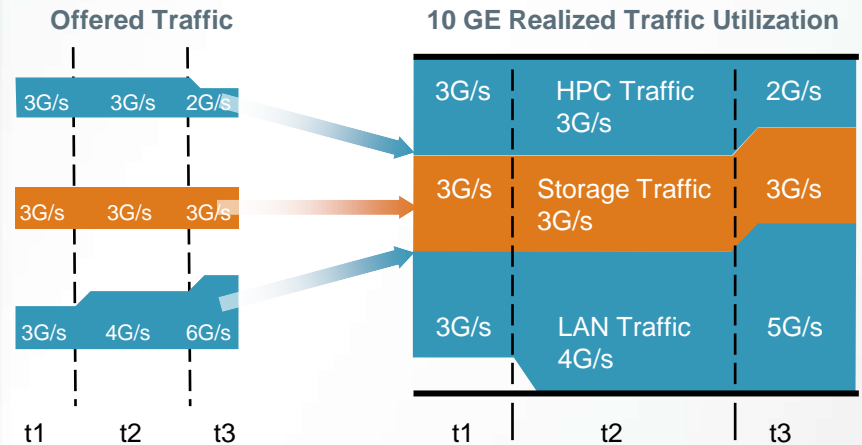 Offered Traffic
3G/s 3G/s 2G/s
3G/s 3G/s 3G/s
3G/s 4G/s 6G/s
t1 t2 t3
10 GE Realized Traffic Utilization
3G/s HPC Traffic 2G/s
3G/s
3G/s Storage Traffic 3G/s
3G/s
3G/s LAN Traffic 5G/s
4G/s
t1 t2 t3